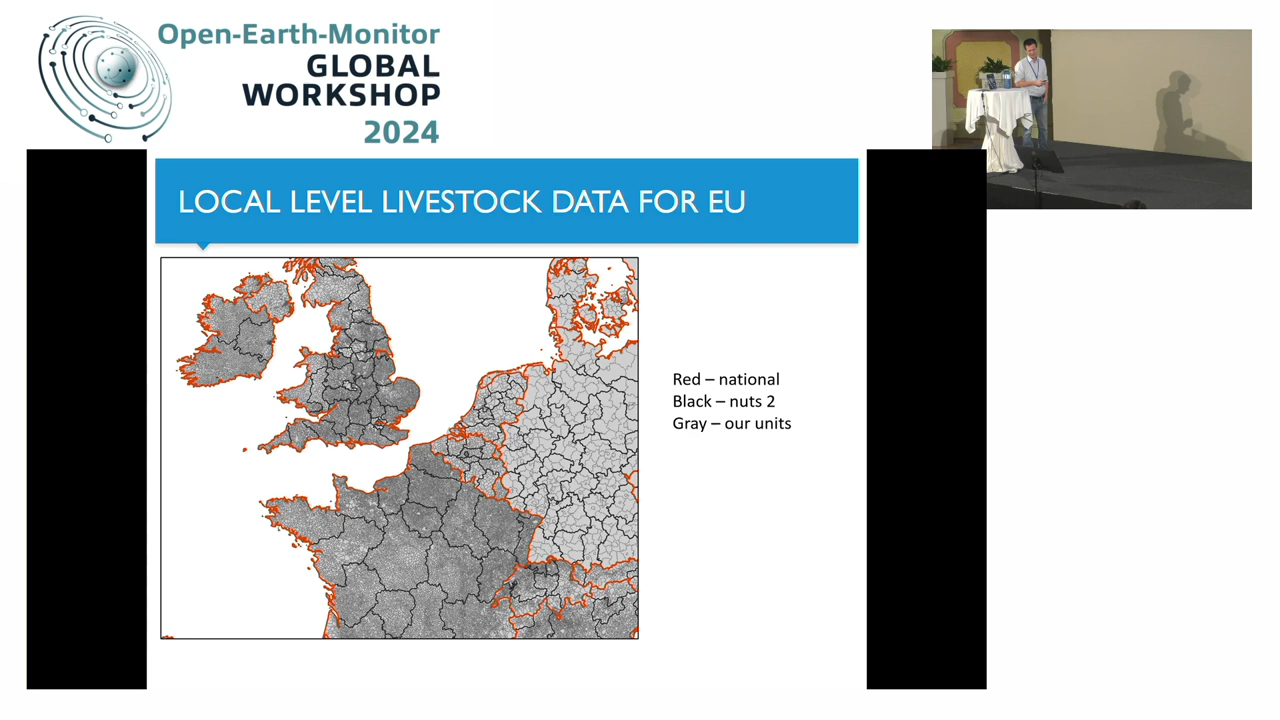 Open-Earth-Monitor
GLOBAL
WORKSHOP
2024
LOCAL LEVEL LIVESTOCK DATA FOR EU
Red – national
Black – nuts 2
Gray – our units